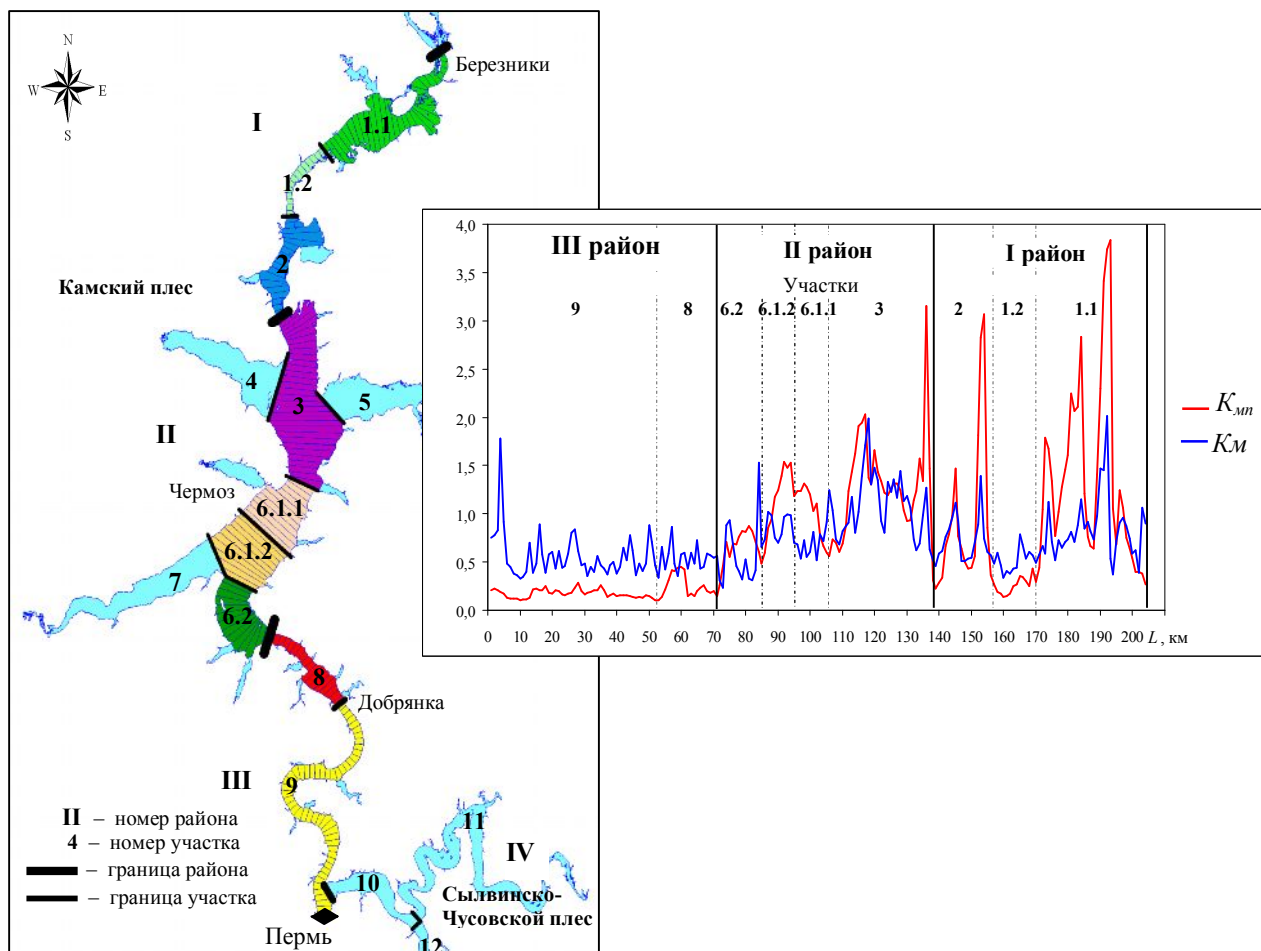 N
W
E
S
Березники
I
1.1
1.2
2
Камский плес
4
3
5
II
Чермоз
6.1.1
6.1.2
7
6.2
8
Добрянка
III
9
II – номер района
4 – номер участка
– граница района
– граница участка
11
IV
10
Сылвинско-
Чусовской плес
12
Пермь
4,0
3,5
3,0
2,5
2,0
1,5
1,0
0,5
0,0
III район
II район
I район
Участки
9
8
6.2
6.1.2
6.1.1
3
2
1.2
1.1
0 10 20 30 40 50 60 70 80 90 100 110 120 130 140 150 160 170 180 190 200 L , км
Kмп
Kм